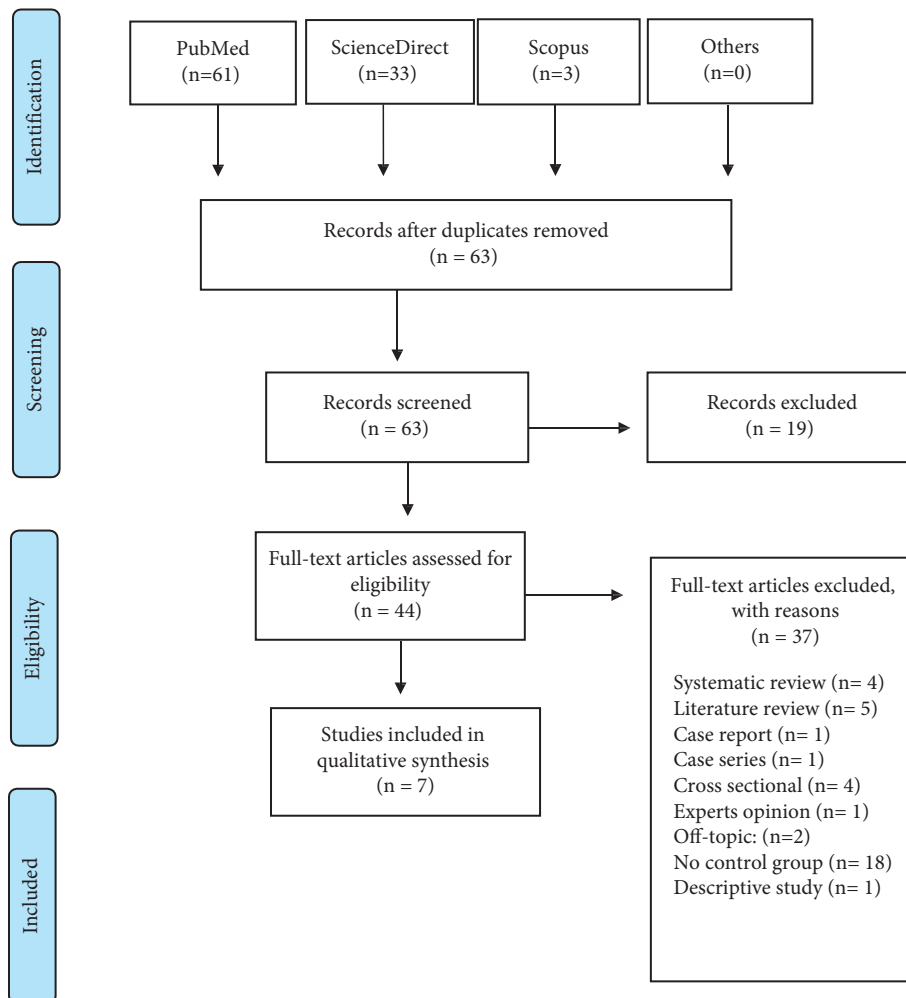 Identification
PubMed
(n=61)
ScienceDirect
(n=33)
Scopus
(n=3)
Others
(n=0)
Records after duplicates removed
(n = 63)
Screening
Records screened
(n = 63)
Records excluded
(n = 19)
Eligibility
Full-text articles assessed for
eligibility
(n = 44)
Full-text articles excluded,
with reasons
(n = 37)
Systematic review (n= 4)
Literature review (n= 5)
Case report (n= 1)
Case series (n= 1)
Cross sectional (n= 4)
Experts opinion (n= 1)
Off-topic: (n=2)
No control group (n= 18)
Descriptive study (n= 1)
Studies included in
qualitative synthesis
(n = 7)
Included